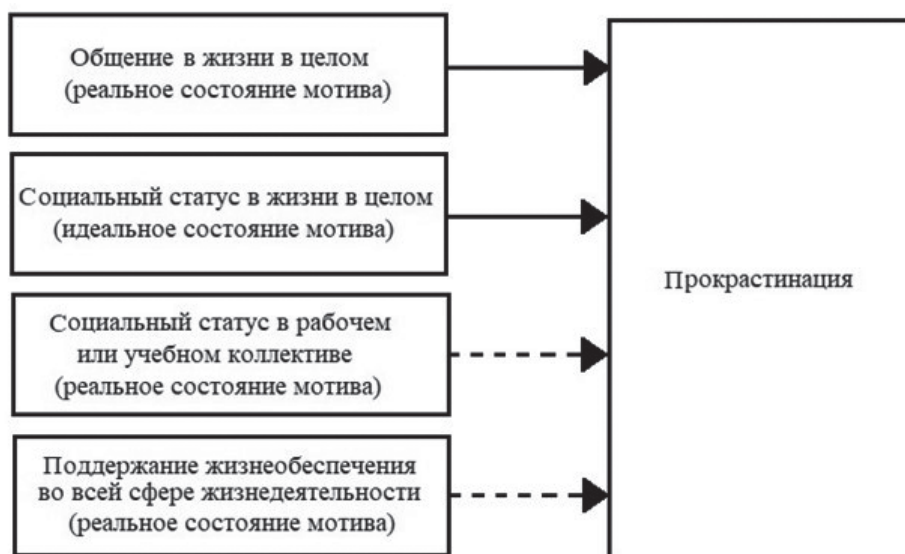 Общение в жизни в целом
(реальное состояние мотива)
Социальный статус в жизни в целом
(идеальное состояние мотива)
Социальный статус в рабочем
или учебном коллективе
(реальное состояние мотива)
Поддержание жизнеобеспечения
во всей сфере жизнедеятельности
(реальное состояние мотива)
Прокрастинация